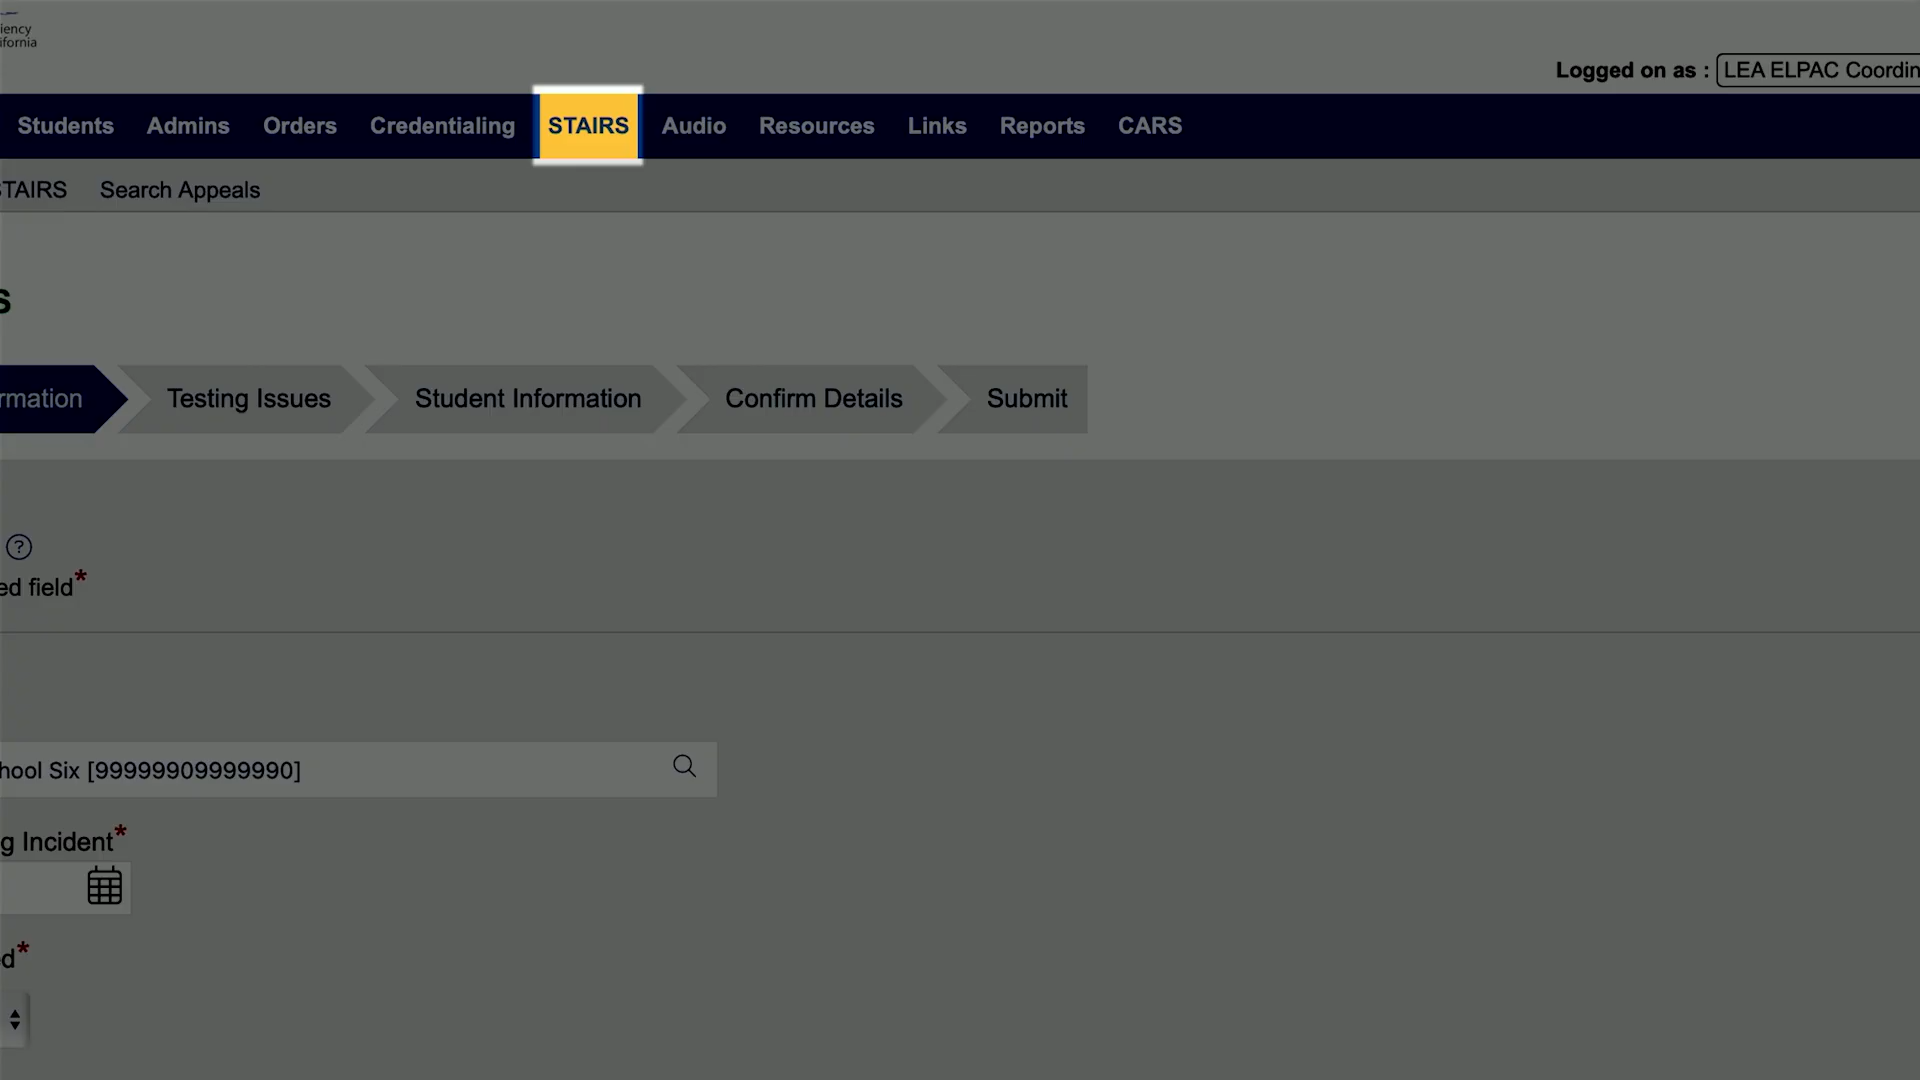 iency
ifornia
Logged on as : LEA ELPAC Coordin
Students Admins Orders Credentialing STAIRS Audio Resources Links Reports CARS
STAIRS Search Appeals
s
rmation Testing Issues Student Information Confirm Details Submit
?
ed field*
hool Six [99999909999990]
g Incident*
d*